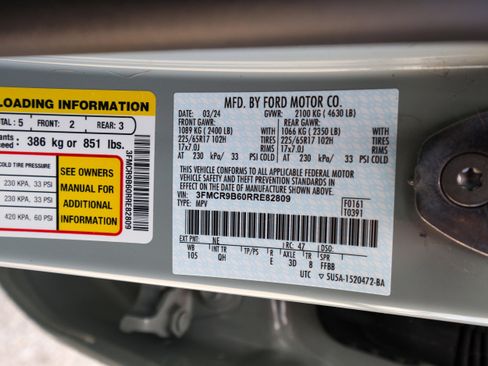 LOADING INFORMATION
TAL : 5 FRONT: 2 REAR: 3
386 kg or 851 lbs.
COLD TIRE PRESSURE
230 KPA, 33 PSI
230 KPA, 33 PSI
420 KPA, 60 PSI
SEE OWNERS
MANUAL FOR
ADDITIONAL
INFORMATION
3FMCR9B60RRE82809
MFD. BY FORD MOTOR CO.
DATE: 03/24 GVWR: 2100 KG ( 4630 LB)
FRONT GAWR: REAR GAWR:
1089 KG ( 2400 LB) 1066 KG ( 2350 LB) WITH
225/65R17 102H 225/65R17 102H TIRES
17x7.0J 17x7.0J RIMS
AT 230 kPa/ 33 PSI COLD AT 230 kPa/ 33 PSI COLD
THIS VEHICLE CONFORMS TO ALL APPLICABLE FEDERAL MOTOR
VEHICLE SAFETY AND THEFT PREVENTION STANDARDS IN
EFFECT ON THE DATE OF MANUFACTURE SHOWN ABOVE.
VIN: 3FMCR9B60RRE82809
TYPE: MPV
F0161
T0391
EXT PNT: NE RC: 47 DSO:
WB INT TR TP/PS R AXLE TR SPR
105 QH E 3D 8 FFBB
UTC ▽ 5USA-1520472-BA